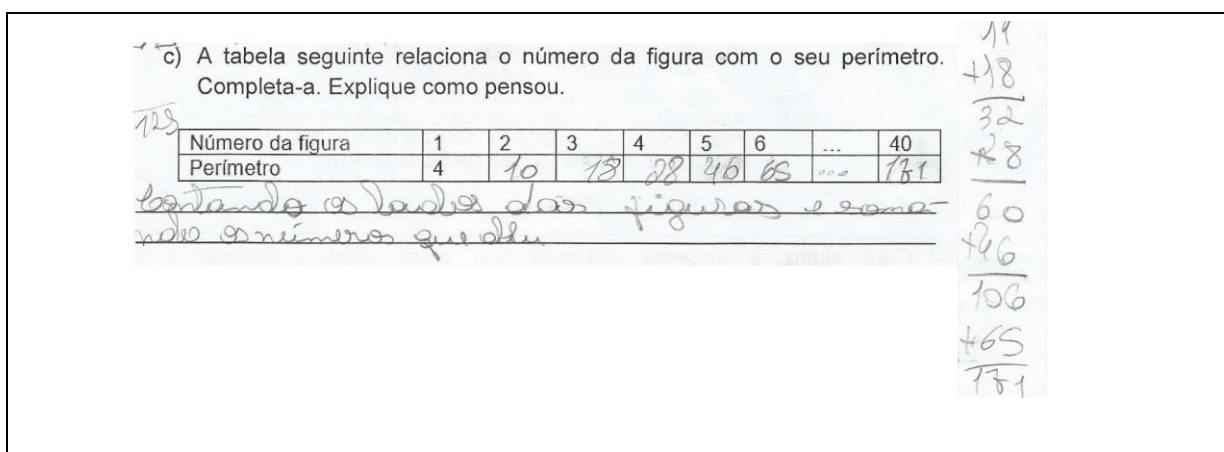 c) A tabela seguinte relaciona o número da figura com o seu perímetro.
Completa-a. Explique como pensou.
Número da figura 1 2 3 4 5 6 ... 40
Perímetro 4 10 18 28 46 65 ... 171
Contando os lados das figuras e soma-
ndo os números que deu
14
+18
32
+28
60
+46
106
+65
171